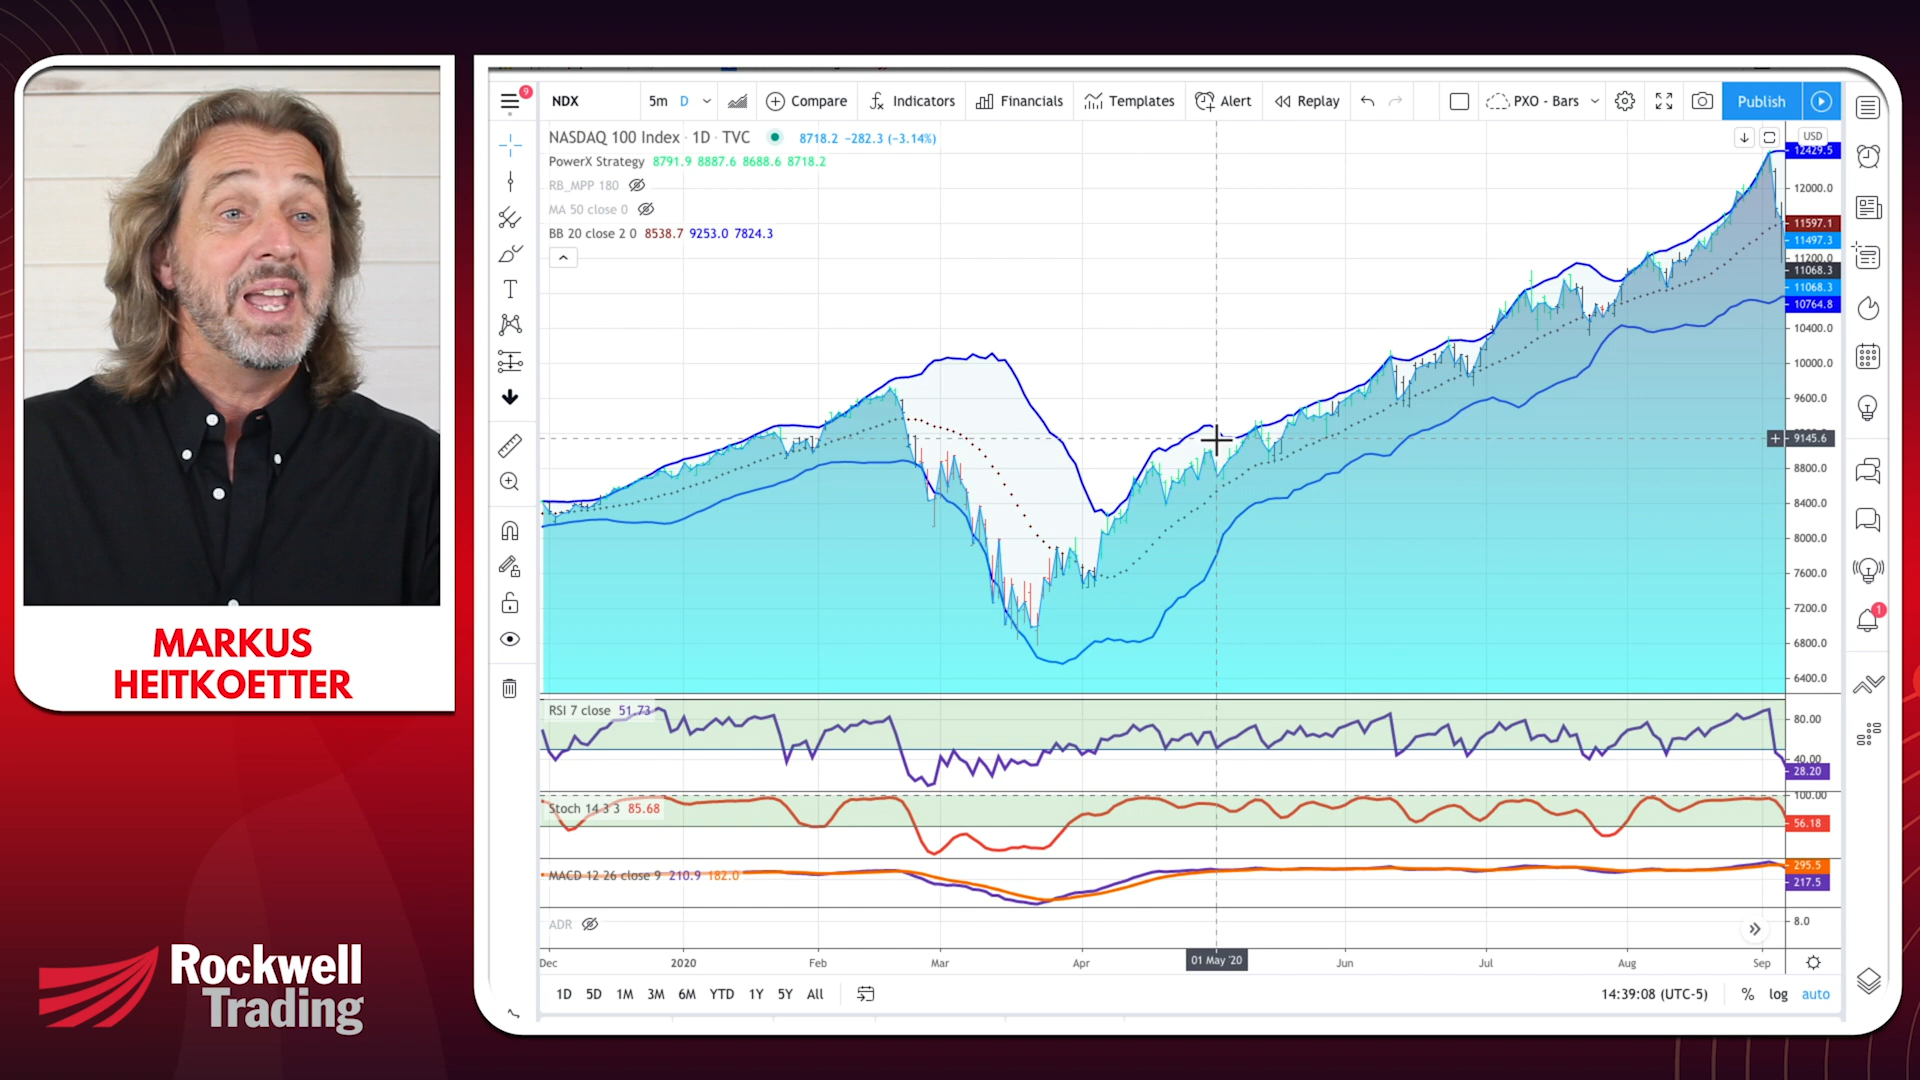 MARKUS
HEITKOETTER
Rockwell
Trading
9
NDX
5m D
Compare
Indicators
Financials
Templates
Alert
Replay
PXO - Bars
Publish
NASDAQ 100 Index · 1D · TVC 8718.2 −282.3 (−3.14%)
PowerX Strategy 8791.9 8887.6 8688.6 8718.2
RB_MPP 180
MA 50 close 0
BB 20 close 2 0 8538.7 9253.0 7824.3
USD
12429.5
12000.0
11597.1
11497.3
11200.0
11068.3
11068.3
10764.8
10400.0
10000.0
9600.0
9145.6
8800.0
8400.0
8000.0
7600.0
7200.0
6800.0
6400.0
1
RSI 7 close 51.73
80.00
40.00
28.20
Stoch 14 3 3 85.68
100.00
56.18
MACD 12 26 close 9 210.9 182.0
295.5
217.5
ADR
8.0
Dec 2020 Feb Mar Apr 01 May '20 Jun Jul Aug Sep
1D 5D 1M 3M 6M YTD 1Y 5Y All
14:39:08 (UTC-5) % log auto